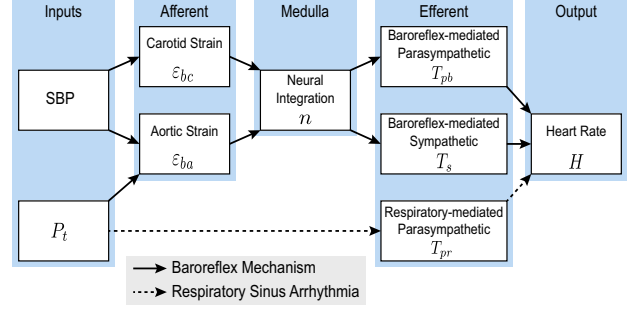 Inputs
Afferent
Medulla
Efferent
Output
SBP
P_t
Carotid Strain
ε_bc
Aortic Strain
ε_ba
Neural
Integration
n
Baroreflex-mediated
Parasympathetic
T_pb
Baroreflex-mediated
Sympathetic
T_s
Respiratory-mediated
Parasympathetic
T_pr
Heart Rate
H
Baroreflex Mechanism
Respiratory Sinus Arrhythmia